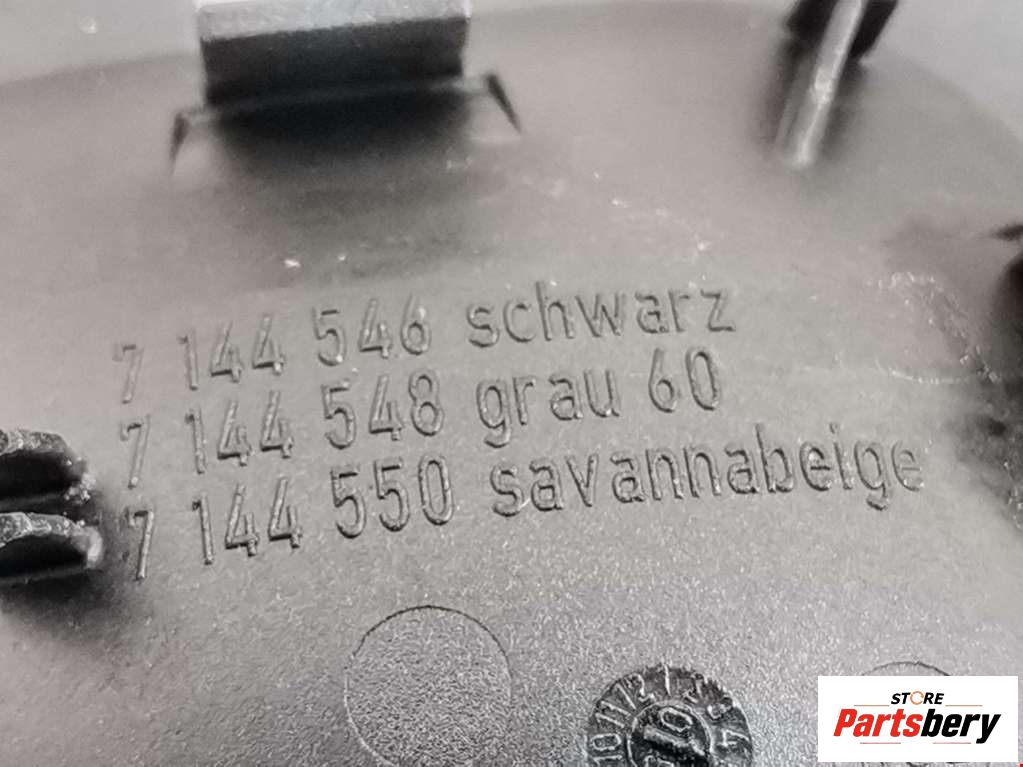 7 144 546 schwarz
7 144 548 grau 60
7 144 550 savannabeige
STORE
Partsbery